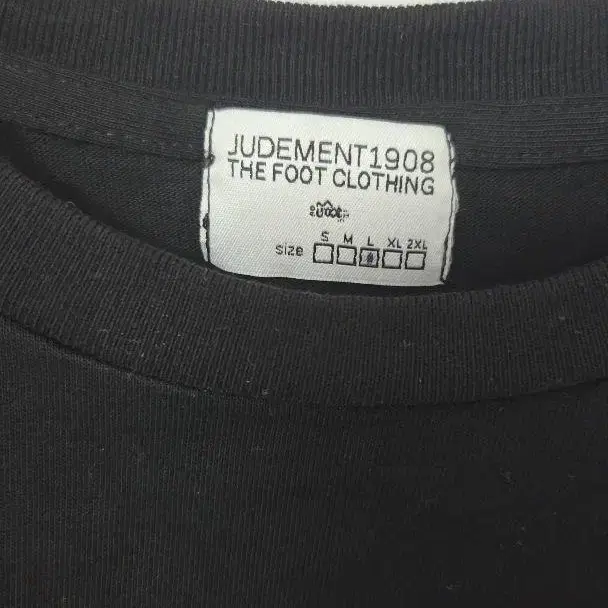 JUDEMENT1908
THE FOOT CLOTHING
S M L XL 2XL
size